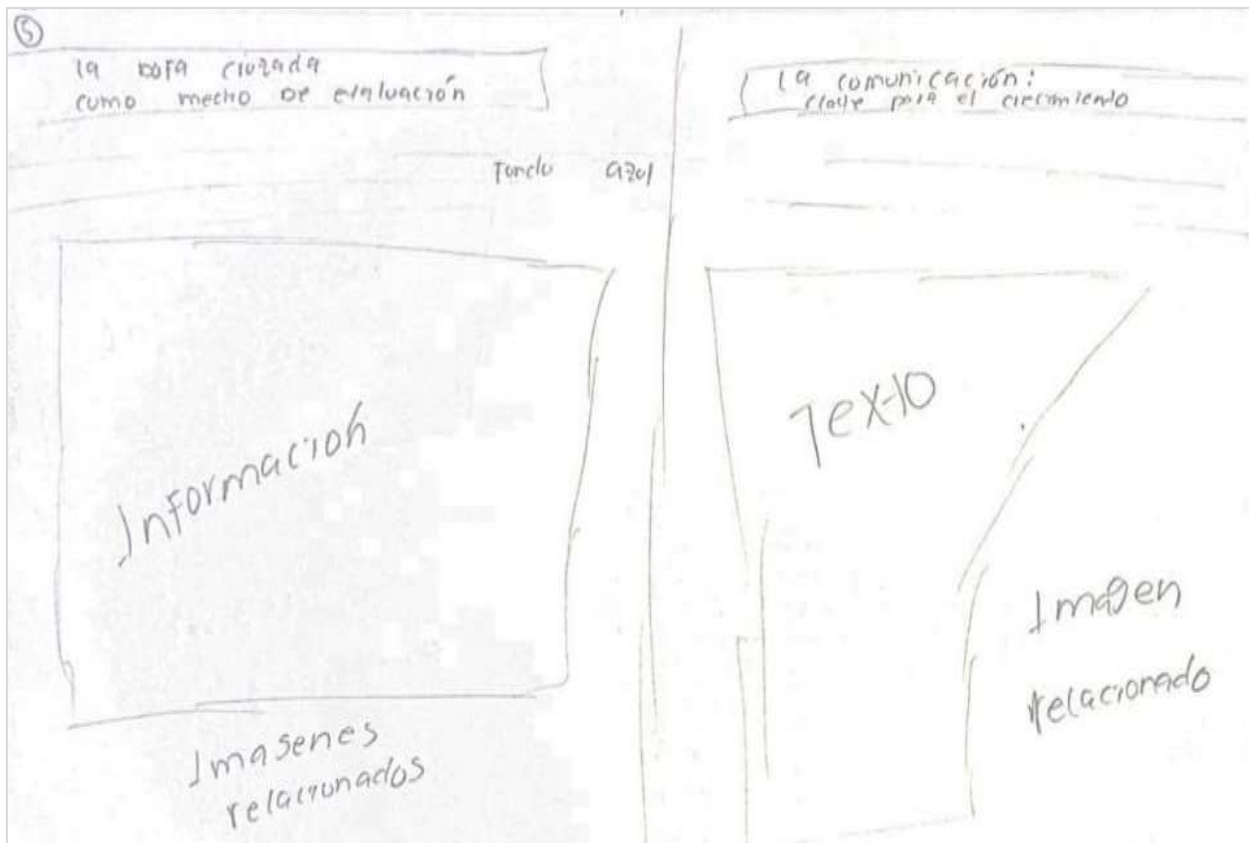 5
la nota cruzada
como medio De evaluación
Fondo azul
Información
Imagenes
relacionados
la comunicación:
clave para el crecimiento
Texto
Imagen
relacionado